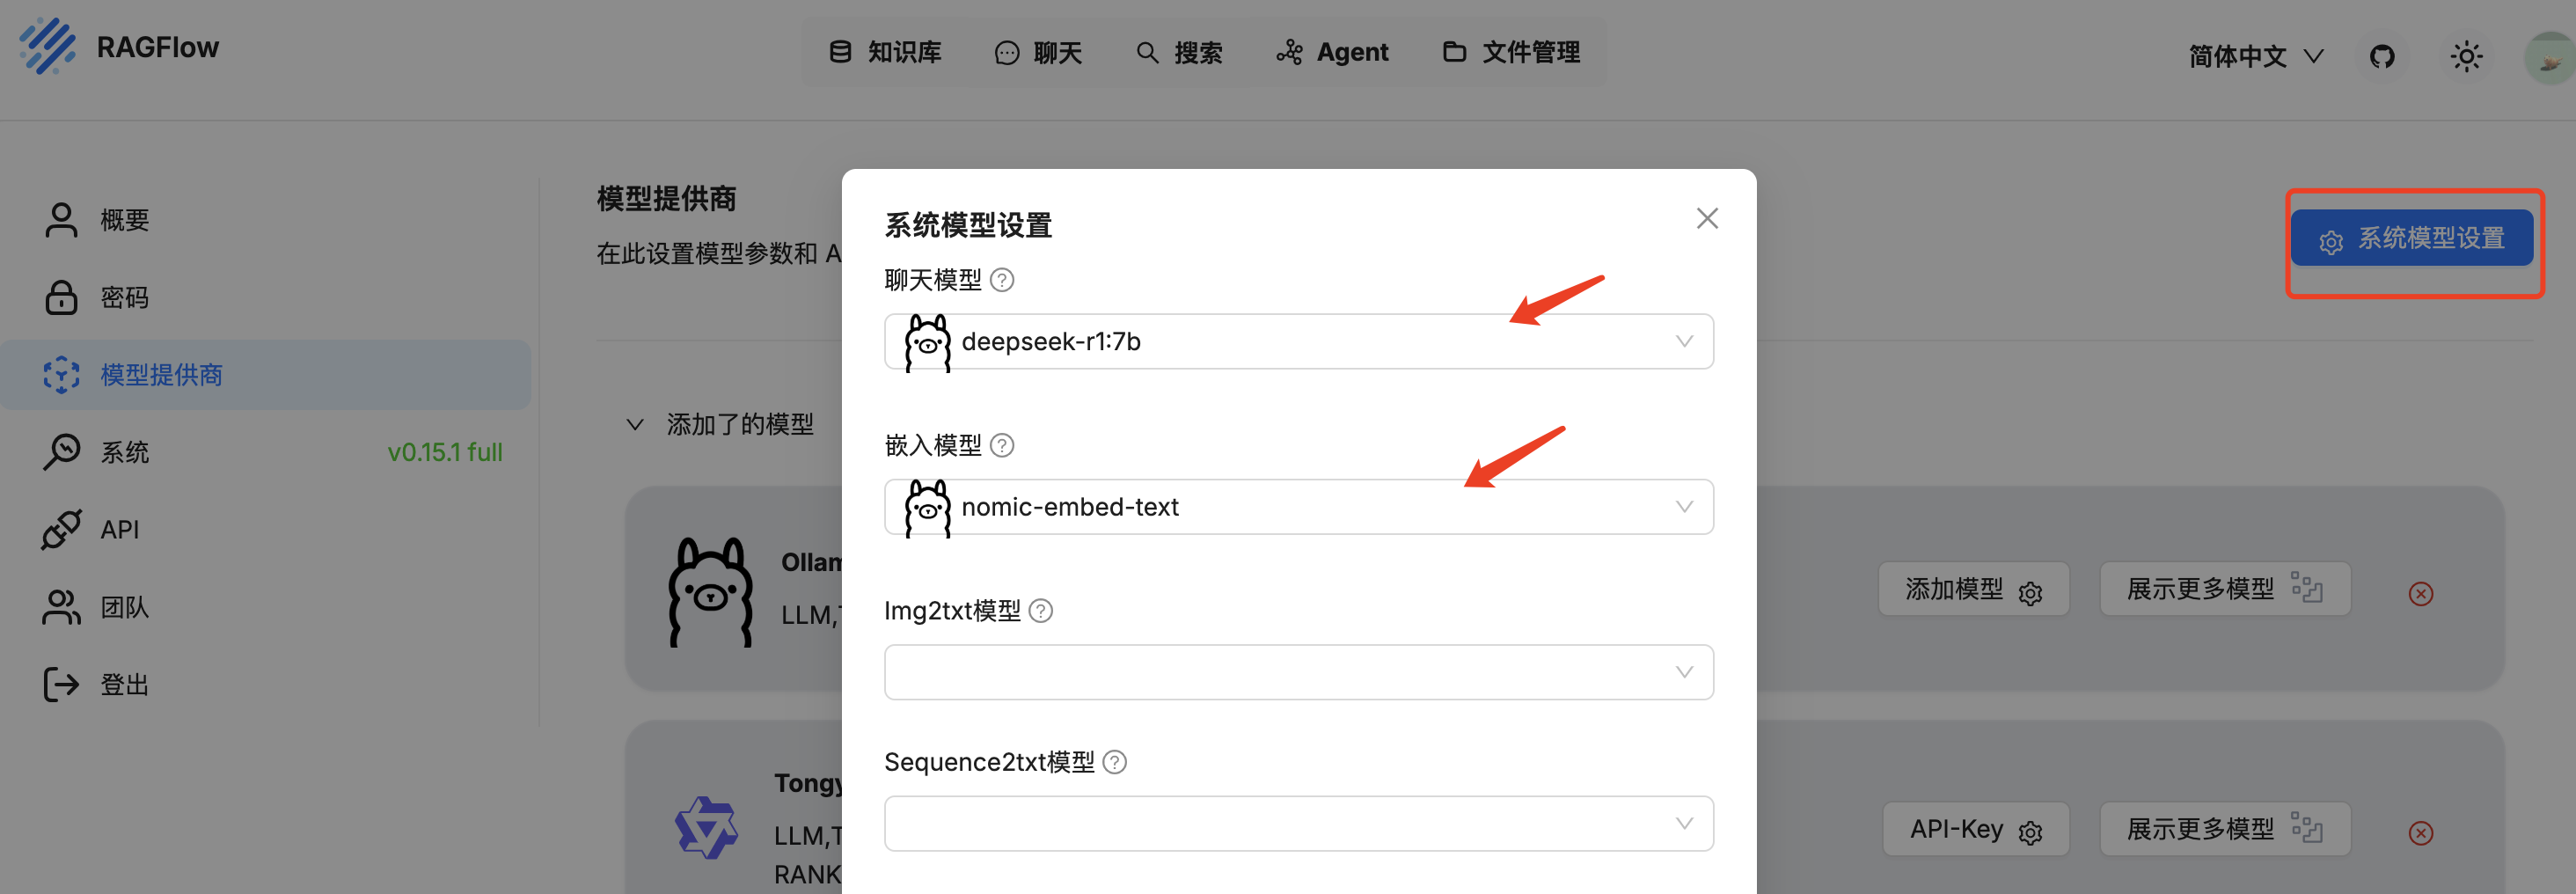 RAGFlow
知识库
聊天
搜索
Agent
文件管理
简体中文
概要
密码
模型提供商
系统
v0.15.1 full
API
团队
登出
模型提供商
在此设置模型参数和 A
系统模型设置
添加了的模型
Ollam
LLM,T
添加模型
展示更多模型
Tongy
LLM,T
RANK
API-Key
展示更多模型
系统模型设置
聊天模型
deepseek-r1:7b
嵌入模型
nomic-embed-text
Img2txt模型
Sequence2txt模型